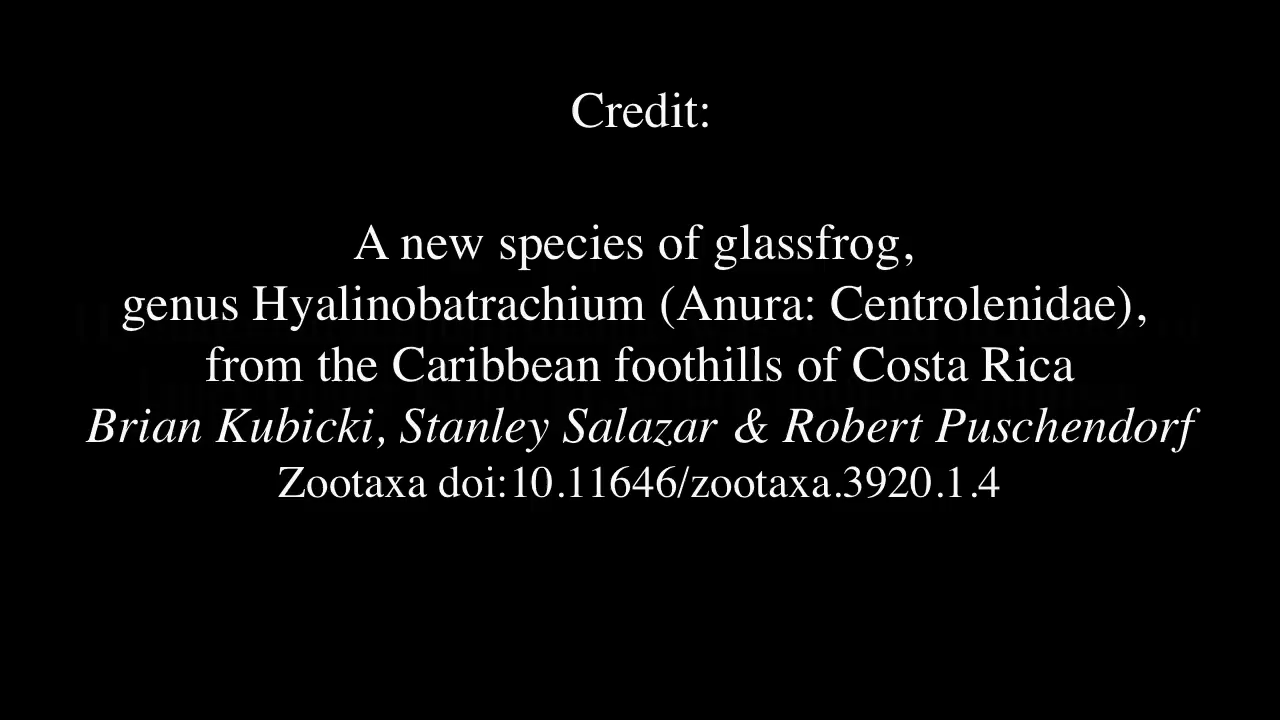 Credit:
A new species of glassfrog,
genus Hyalinobatrachium (Anura: Centrolenidae),
from the Caribbean foothills of Costa Rica
Brian Kubicki, Stanley Salazar & Robert Puschendorf
Zootaxa doi:10.11646/zootaxa.3920.1.4